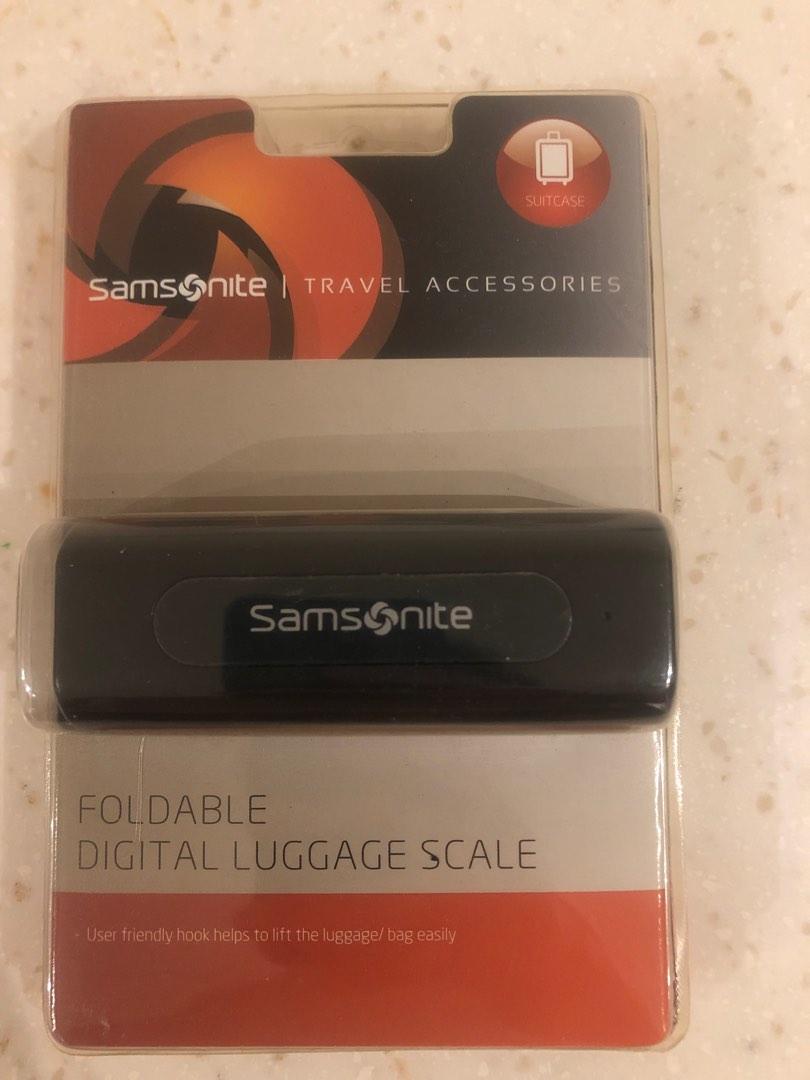 SUITCASE
Samsonite | TRAVEL ACCESSORIES
Samsonite
FOLDABLE
DIGITAL LUGGAGE SCALE
- User friendly hook helps to lift the luggage/ bag easily